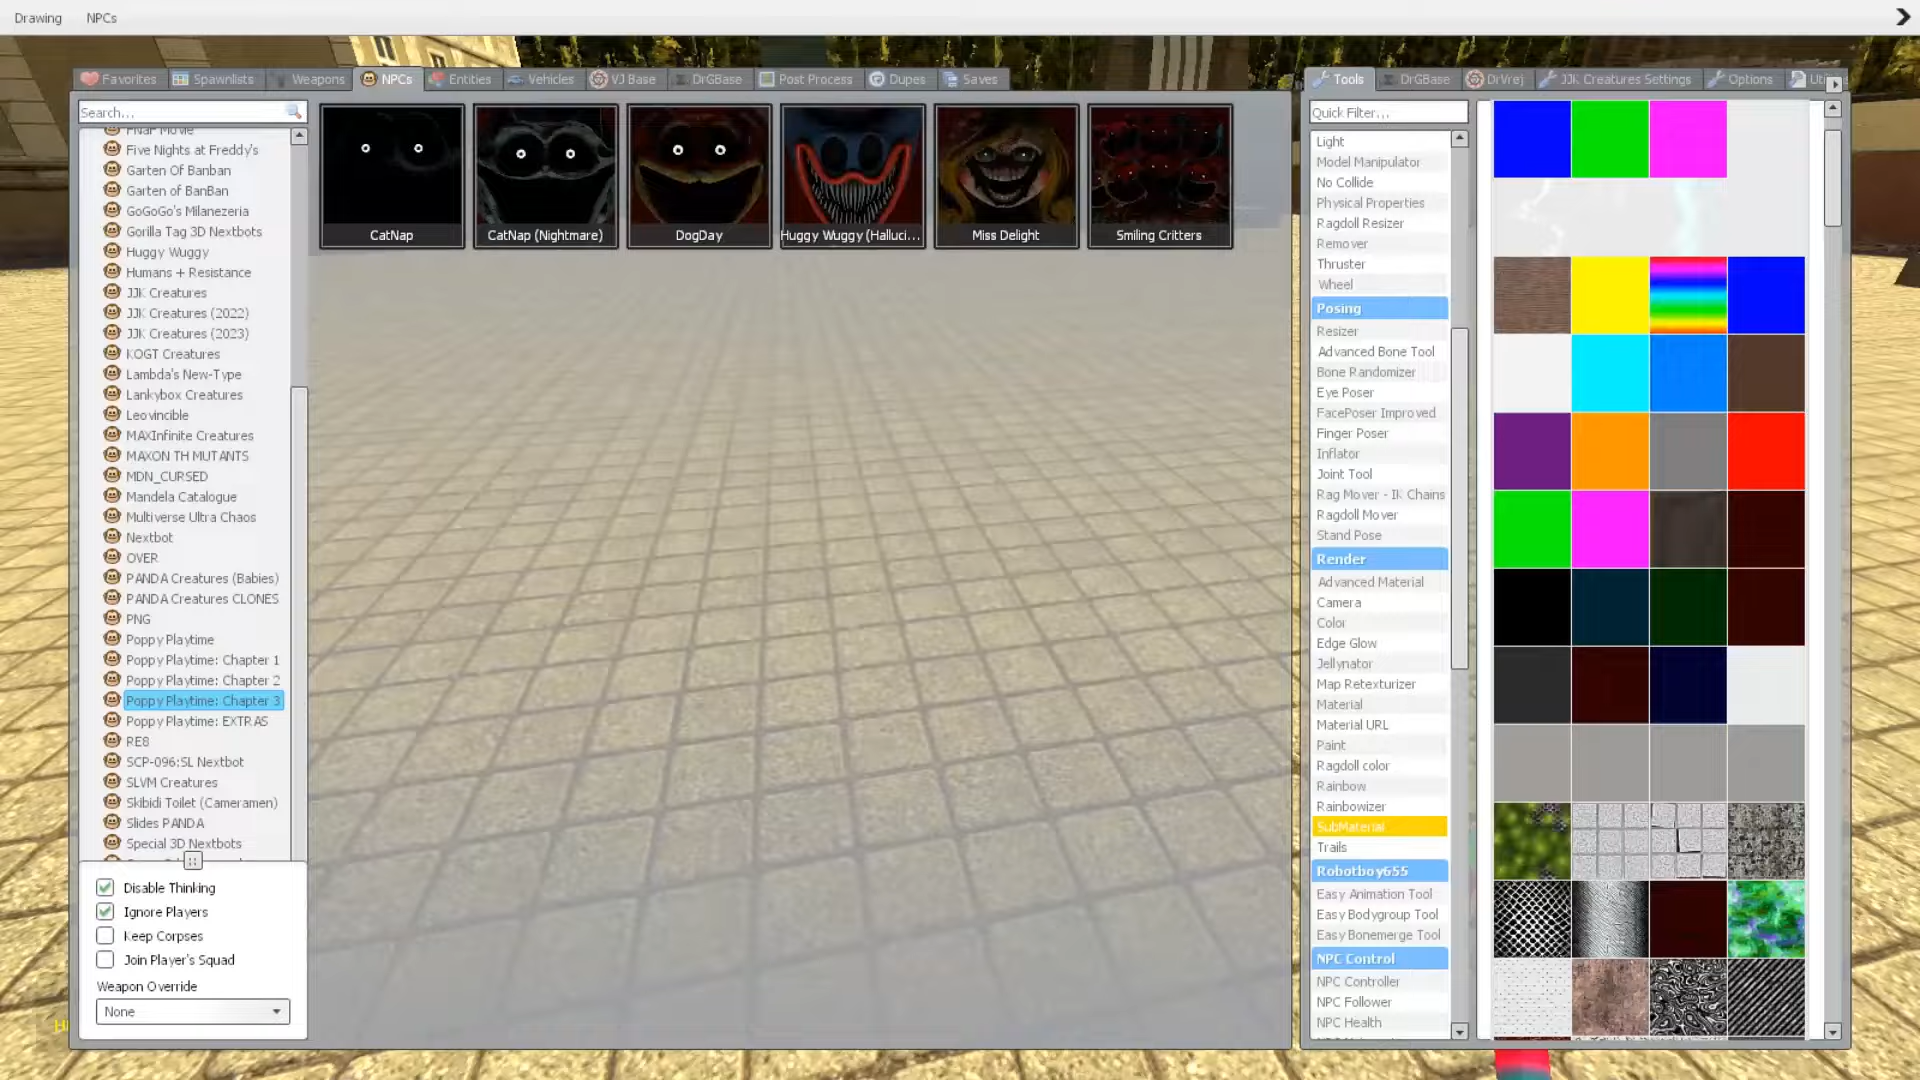 Drawing NPCs
Favorites Spawnlists Weapons NPCs Entities Vehicles VJ Base DrGBase Post Process Dupes Saves
Search...
FNaF Movie
Five Nights at Freddy's
Garten Of Banban
Garten of BanBan
GoGoGo's Milanezeria
Gorilla Tag 3D Nextbots
Huggy Wuggy
Humans + Resistance
JJK Creatures
JJK Creatures (2022)
JJK Creatures (2023)
KOGT Creatures
Lambda's New-Type
Lankybox Creatures
Leovincible
MAXInfinite Creatures
MAXON TH MUTANTS
MDN_CURSED
Mandela Catalogue
Multiverse Ultra Chaos
Nextbot
OVER
PANDA Creatures (Babies)
PANDA Creatures CLONES
PNG
Poppy Playtime
Poppy Playtime: Chapter 1
Poppy Playtime: Chapter 2
Poppy Playtime: Chapter 3
Poppy Playtime: EXTRAS
RE8
SCP-096:SL Nextbot
SLVM Creatures
Skibidi Toilet (Cameramen)
Slides PANDA
Special 3D Nextbots
Disable Thinking
Ignore Players
Keep Corpses
Join Player's Squad
Weapon Override
None
CatNap
CatNap (Nightmare)
DogDay
Huggy Wuggy (Halluci...
Miss Delight
Smiling Critters
Tools DrGBase DrVrej JJK Creatures Settings Options Uti
Quick Filter...
Light
Model Manipulator
No Collide
Physical Properties
Ragdoll Resizer
Remover
Thruster
Wheel
Posing
Resizer
Advanced Bone Tool
Bone Randomizer
Eye Poser
FacePoser Improved
Finger Poser
Inflator
Joint Tool
Rag Mover - IK Chains
Ragdoll Mover
Stand Pose
Render
Advanced Material
Camera
Color
Edge Glow
Jellynator
Map Retexturizer
Material
Material URL
Paint
Ragdoll color
Rainbow
Rainbowizer
SubMaterial
Trails
Robotboy655
Easy Animation Tool
Easy Bodygroup Tool
Easy Bonemerge Tool
NPC Control
NPC Controller
NPC Follower
NPC Health